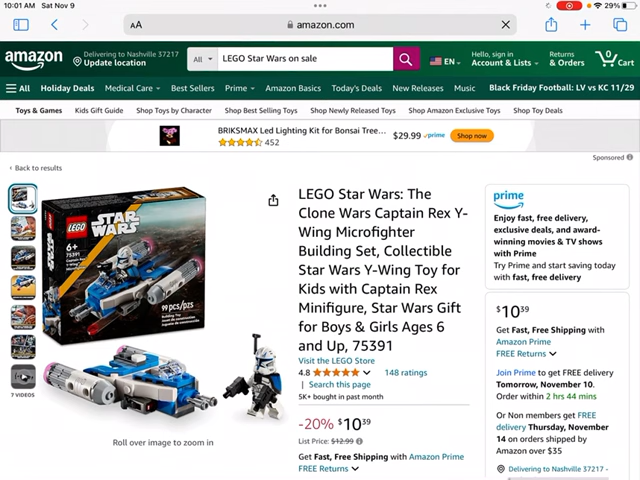 10:01 AM Sat Nov 9
29%
AA
amazon.com
amazon
Delivering to Nashville 37217
Update location
All
LEGO Star Wars on sale
EN
Hello, sign in
Account & Lists
Returns
& Orders
0
Cart
All
Holiday Deals
Medical Care
Best Sellers
Prime
Amazon Basics
Today's Deals
New Releases
Music
Black Friday Football: LV vs KC 11/29
Toys & Games
Kids Gift Guide
Shop Toys by Character
Shop Best Selling Toys
Shop Newly Released Toys
Shop Amazon Exclusive Toys
Shop Toy Deals
BRIKSMAX Led Lighting Kit for Bonsai Tree...
452
$29.99
prime
Shop now
Sponsored
‹ Back to results
LEGO
STAR
WARS
6+
75391
99 pcs/pzs
7 VIDEOS
Roll over image to zoom in
LEGO Star Wars: The
Clone Wars Captain Rex Y-
Wing Microfighter
Building Set, Collectible
Star Wars Y-Wing Toy for
Kids with Captain Rex
Minifigure, Star Wars Gift
for Boys & Girls Ages 6
and Up, 75391
Visit the LEGO Store
4.8
148 ratings
| Search this page
5K+ bought in past month
-20% $10 39
List Price: $12.99
Get Fast, Free Shipping with Amazon Prime
FREE Returns
prime
Enjoy fast, free delivery,
exclusive deals, and award-
winning movies & TV shows
with Prime
Try Prime and start saving today
with fast, free delivery
$10 39
Get Fast, Free Shipping with
Amazon Prime
FREE Returns
Join Prime to get FREE delivery
Tomorrow, November 10.
Order within 2 hrs 44 mins
Or Non members get FREE
delivery Thursday, November
14 on orders shipped by
Amazon over $35
Delivering to Nashville 37217 -